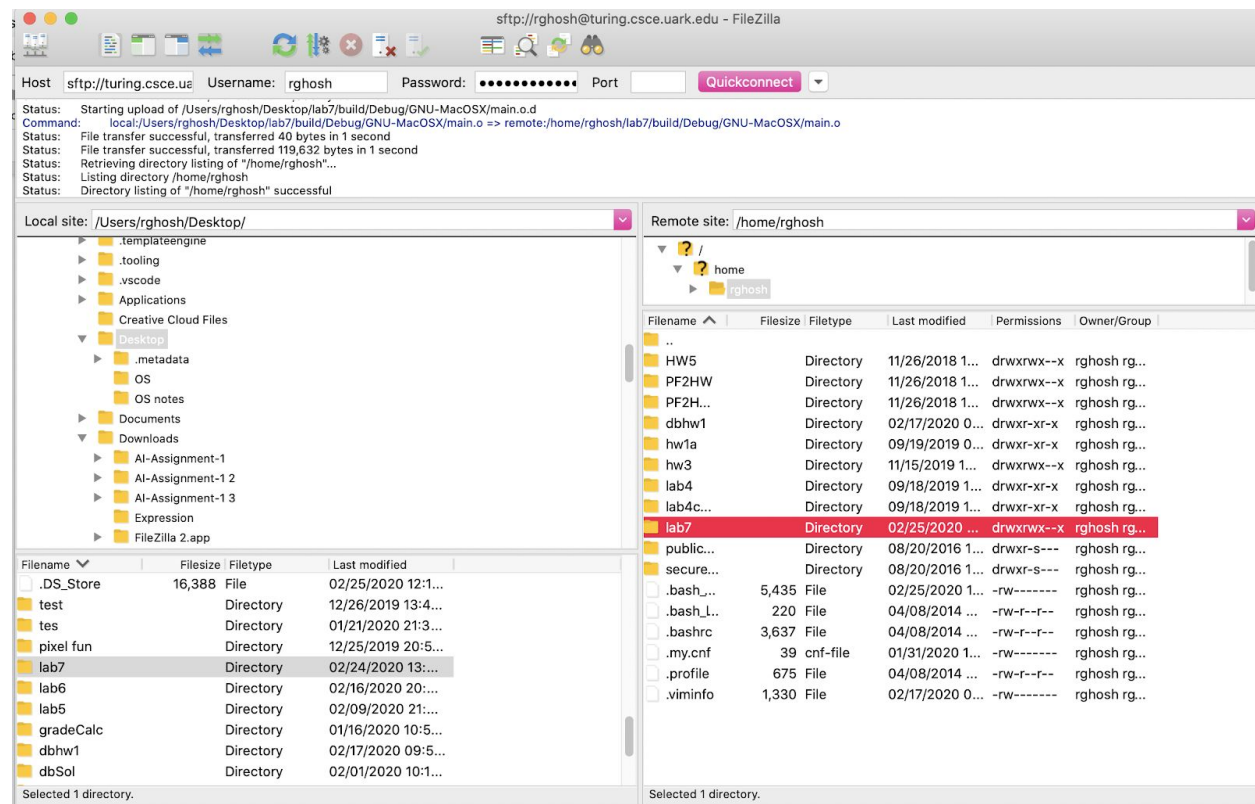 sftp://rghosh@turing.csce.uark.edu - FileZilla
Host sftp://turing.csce.ua Username: rghosh Password: ●●●●●●●●●●●● Port Quickconnect
Status: Starting upload of /Users/rghosh/Desktop/lab7/build/Debug/GNU-MacOSX/main.o.d
Command: local:/Users/rghosh/Desktop/lab7/build/Debug/GNU-MacOSX/main.o => remote:/home/rghosh/lab7/build/Debug/GNU-MacOSX/main.o
Status: File transfer successful, transferred 40 bytes in 1 second
Status: File transfer successful, transferred 119,632 bytes in 1 second
Status: Retrieving directory listing of "/home/rghosh"...
Status: Listing directory /home/rghosh
Status: Directory listing of "/home/rghosh" successful
Local site: /Users/rghosh/Desktop/
.templateengine
.tooling
.vscode
Applications
Creative Cloud Files
Desktop
.metadata
OS
OS notes
Documents
Downloads
AI-Assignment-1
AI-Assignment-1 2
AI-Assignment-1 3
Expression
FileZilla 2.app
Filename Filesize Filetype Last modified
.DS_Store 16,388 File 02/25/2020 12:1...
test Directory 12/26/2019 13:4...
tes Directory 01/21/2020 21:3...
pixel fun Directory 12/25/2019 20:5...
lab7 Directory 02/24/2020 13:...
lab6 Directory 02/16/2020 20:...
lab5 Directory 02/09/2020 21:...
gradeCalc Directory 01/16/2020 10:5...
dbhw1 Directory 02/17/2020 09:5...
dbSol Directory 02/01/2020 10:1...
Selected 1 directory.
Remote site: /home/rghosh
? /
? home
rghosh
Filename Filesize Filetype Last modified Permissions Owner/Group
..
HW5 Directory 11/26/2018 1... drwxrwx--x rghosh rg...
PF2HW Directory 11/26/2018 1... drwxrwx--x rghosh rg...
PF2H... Directory 11/26/2018 1... drwxrwx--x rghosh rg...
dbhw1 Directory 02/17/2020 0... drwxr-xr-x rghosh rg...
hw1a Directory 09/19/2019 0... drwxr-xr-x rghosh rg...
hw3 Directory 11/15/2019 1... drwxrwx--x rghosh rg...
lab4 Directory 09/18/2019 1... drwxr-xr-x rghosh rg...
lab4c... Directory 09/18/2019 1... drwxr-xr-x rghosh rg...
lab7 Directory 02/25/2020 ... drwxrwx--x rghosh rg...
public... Directory 08/20/2016 1... drwxr-s--- rghosh rg...
secure... Directory 08/20/2016 1... drwxr-s--- rghosh rg...
.bash_... 5,435 File 02/25/2020 1... -rw------- rghosh rg...
.bash_l... 220 File 04/08/2014 ... -rw-r--r-- rghosh rg...
.bashrc 3,637 File 04/08/2014 ... -rw-r--r-- rghosh rg...
.my.cnf 39 cnf-file 01/31/2020 1... -rw------- rghosh rg...
.profile 675 File 04/08/2014 ... -rw-r--r-- rghosh rg...
.viminfo 1,330 File 02/17/2020 0... -rw------- rghosh rg...
Selected 1 directory.